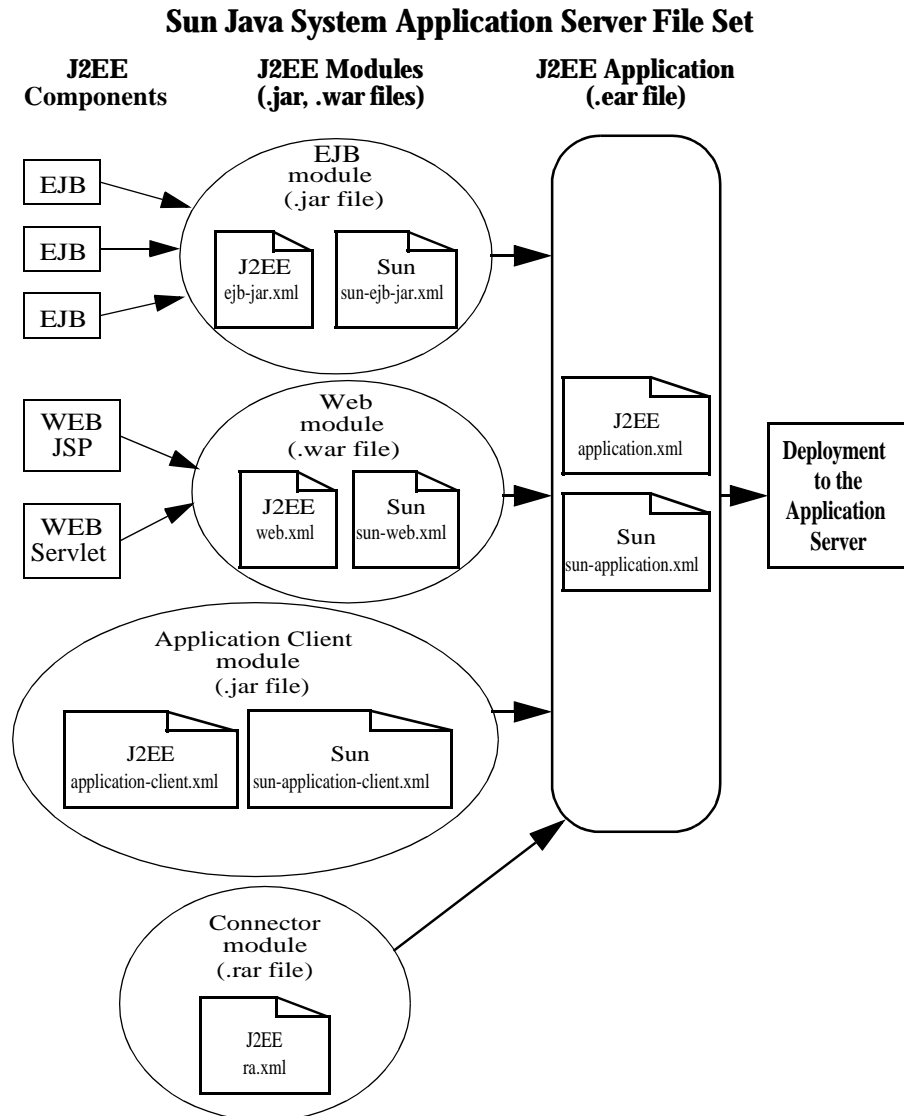 Sun Java System Application Server File Set
J2EE
Components
J2EE Modules
(.jar, .war files)
J2EE Application
(.ear file)
EJB
EJB
EJB
EJB
module
(.jar file)
J2EE
ejb-jar.xml
Sun
sun-ejb-jar.xml
WEB
JSP
WEB
Servlet
Web
module
(.war file)
J2EE
web.xml
Sun
sun-web.xml
J2EE
application.xml
Sun
sun-application.xml
Deployment
to the
Application
Server
Application Client
module
(.jar file)
J2EE
application-client.xml
Sun
sun-application-client.xml
Connector
module
(.rar file)
J2EE
ra.xml